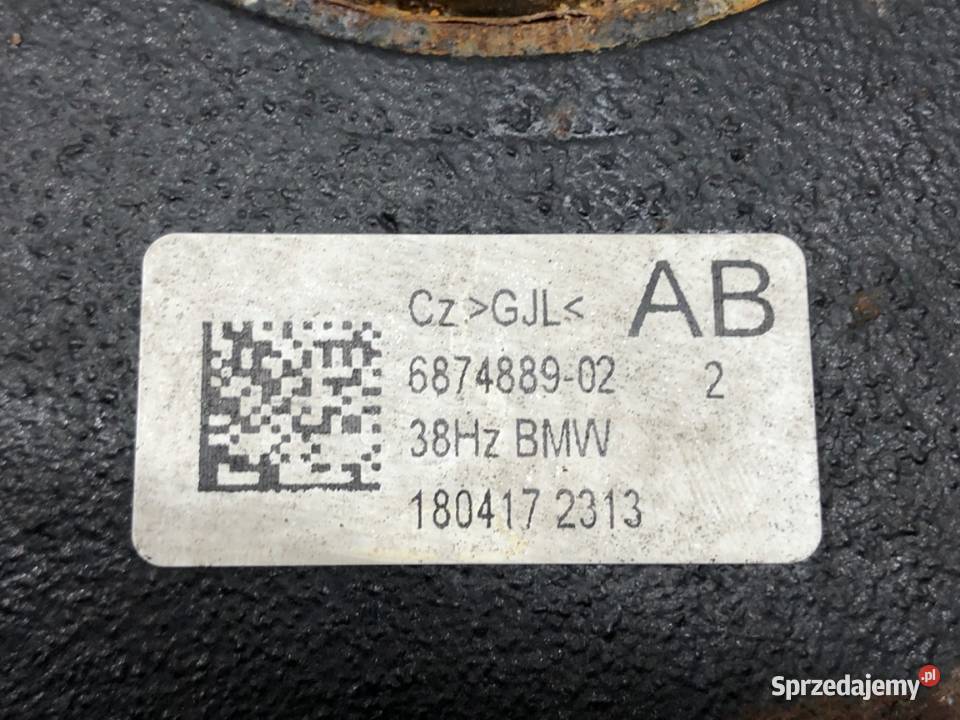 Cz >GJL< AB
6874889-02 2
38Hz BMW
180417 2313
Sprzedajemy.pl